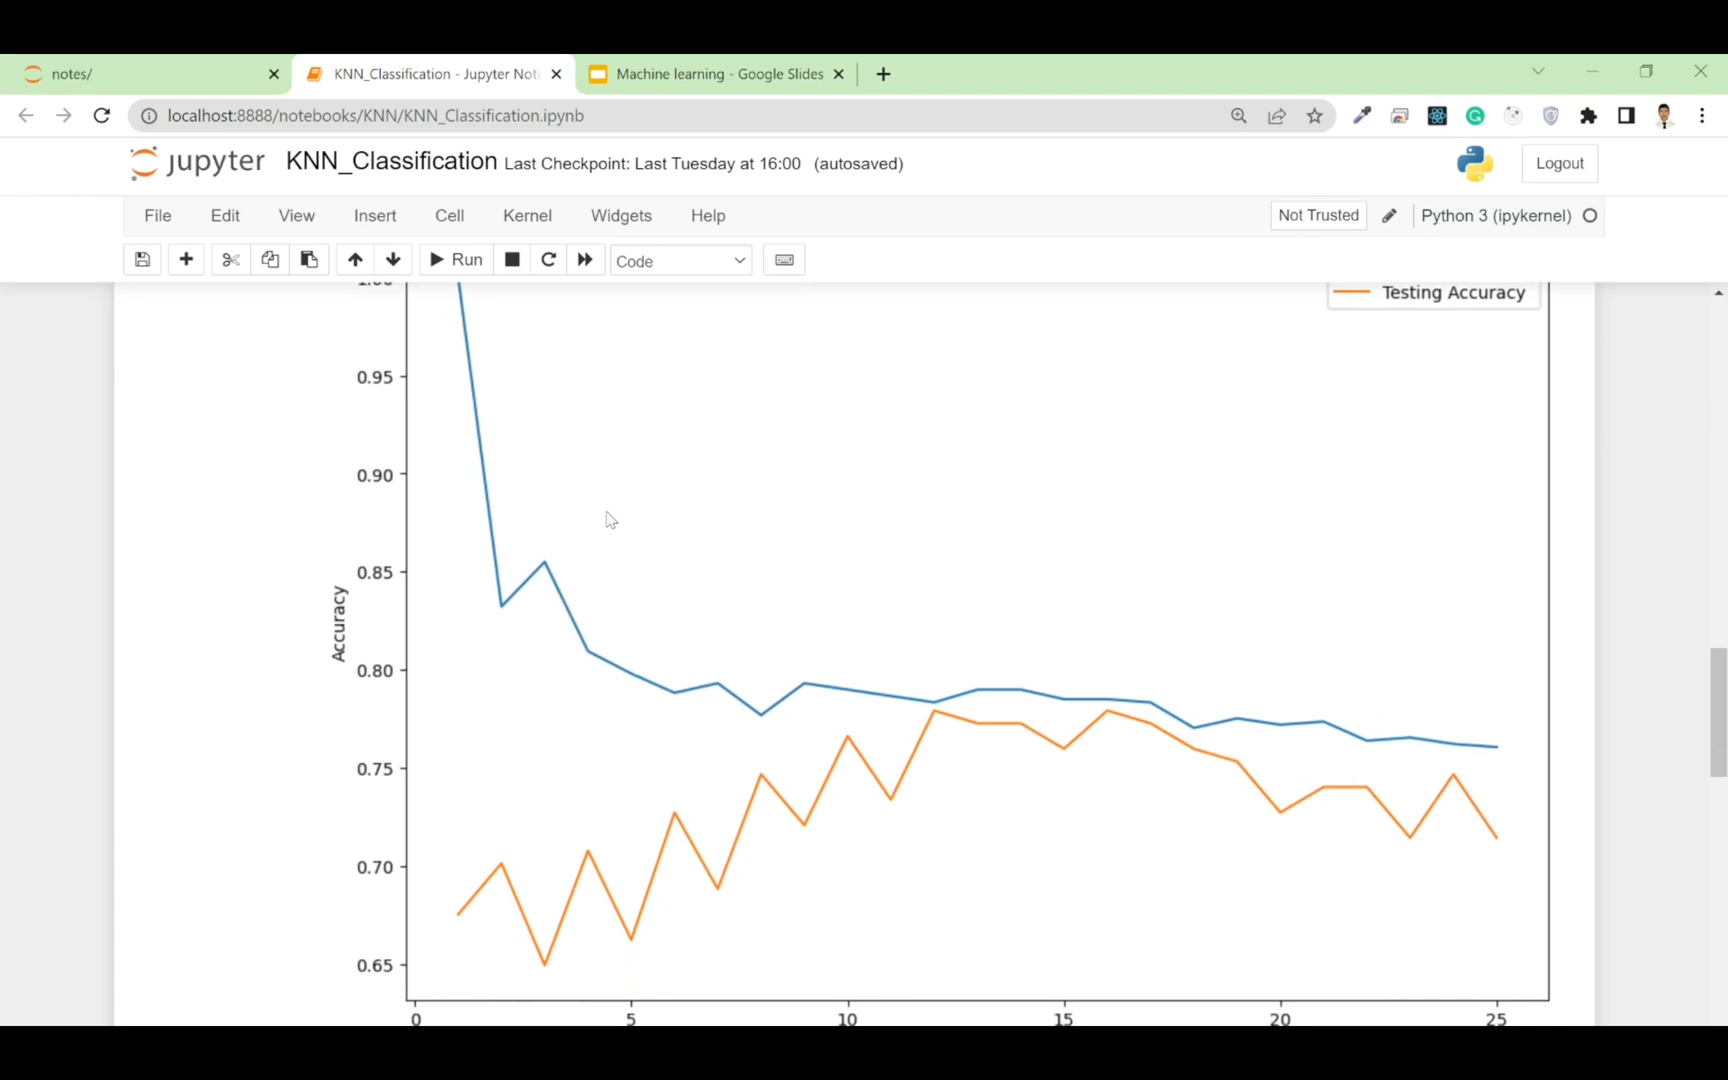 notes/
KNN_Classification - Jupyter Not
Machine learning - Google Slides
localhost:8888/notebooks/KNN/KNN_Classification.ipynb
jupyter KNN_Classification Last Checkpoint: Last Tuesday at 16:00 (autosaved)
Logout
File Edit View Insert Cell Kernel Widgets Help
Not Trusted
Python 3 (ipykernel)
Run
Code
1.00
Testing Accuracy
0.95
0.90
0.85
0.80
0.75
0.70
0.65
Accuracy
0 5 10 15 20 25